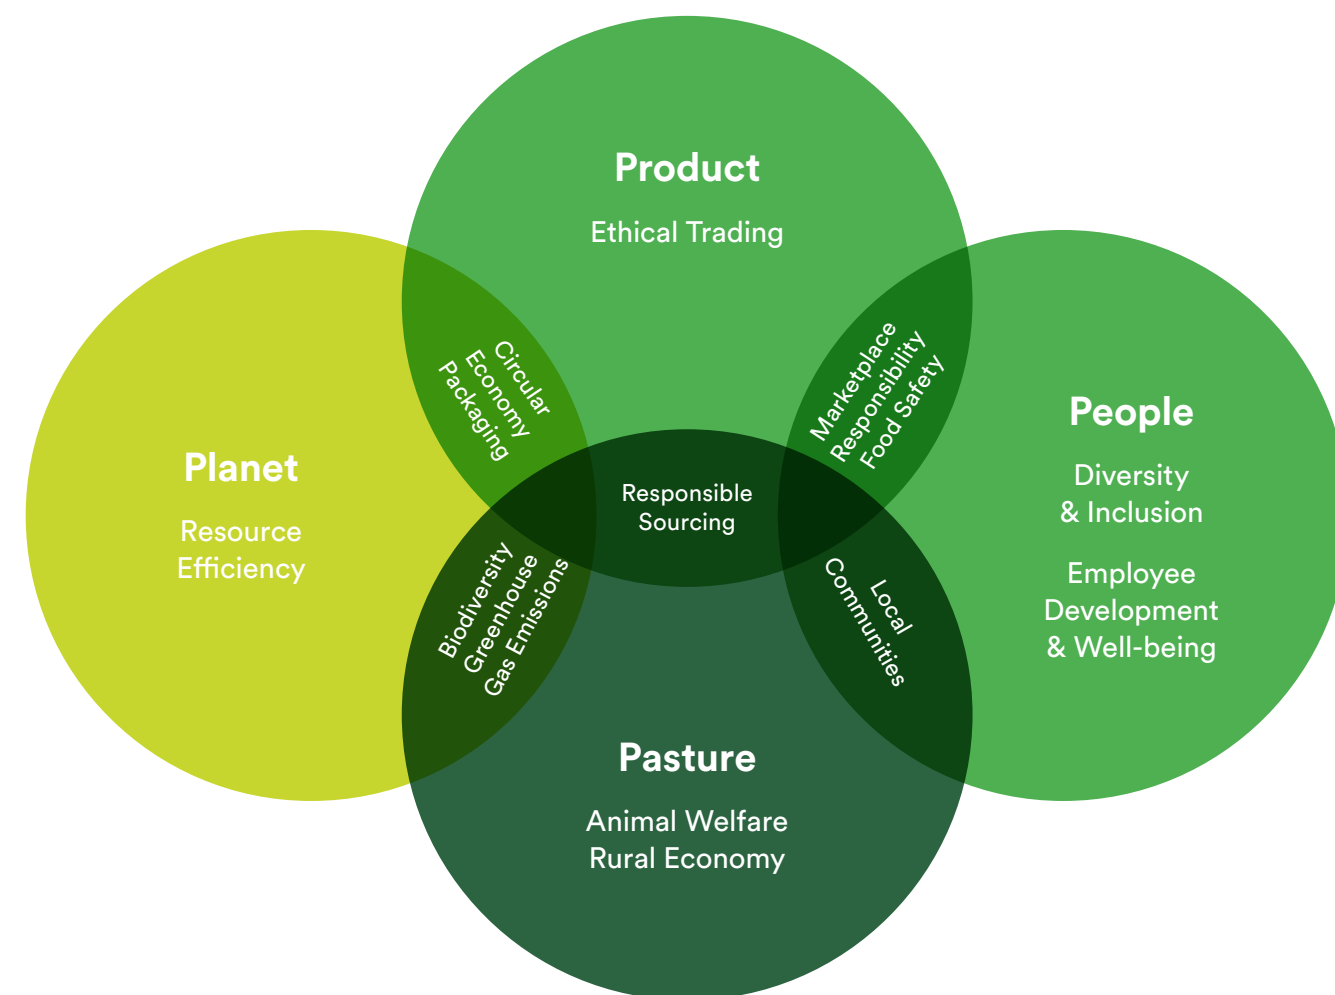 Product
Ethical Trading
Circular
Economy
Packaging
Marketplace
Responsibility
Food Safety
Planet
Resource
Efficiency
Responsible
Sourcing
People
Diversity
& Inclusion
Employee
Development
& Well-being
Biodiversity
Greenhouse
Gas Emissions
Local
Communities
Pasture
Animal Welfare
Rural Economy